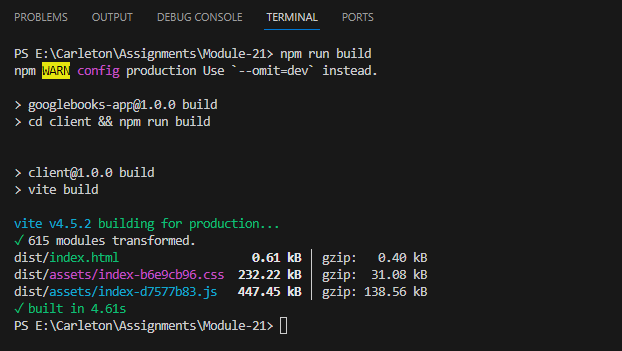 PROBLEMS OUTPUT DEBUG CONSOLE TERMINAL PORTS
PS E:\Carleton\Assignments\Module-21> npm run build
npm WARN config production Use `--omit=dev` instead.
> googlebooks-app@1.0.0 build
> cd client && npm run build
> client@1.0.0 build
> vite build
vite v4.5.2 building for production...
✓ 615 modules transformed.
dist/index.html 0.61 kB │ gzip: 0.40 kB
dist/assets/index-b6e9cb96.css 232.22 kB │ gzip: 31.08 kB
dist/assets/index-d7577b83.js 447.45 kB │ gzip: 138.56 kB
✓ built in 4.61s
PS E:\Carleton\Assignments\Module-21>